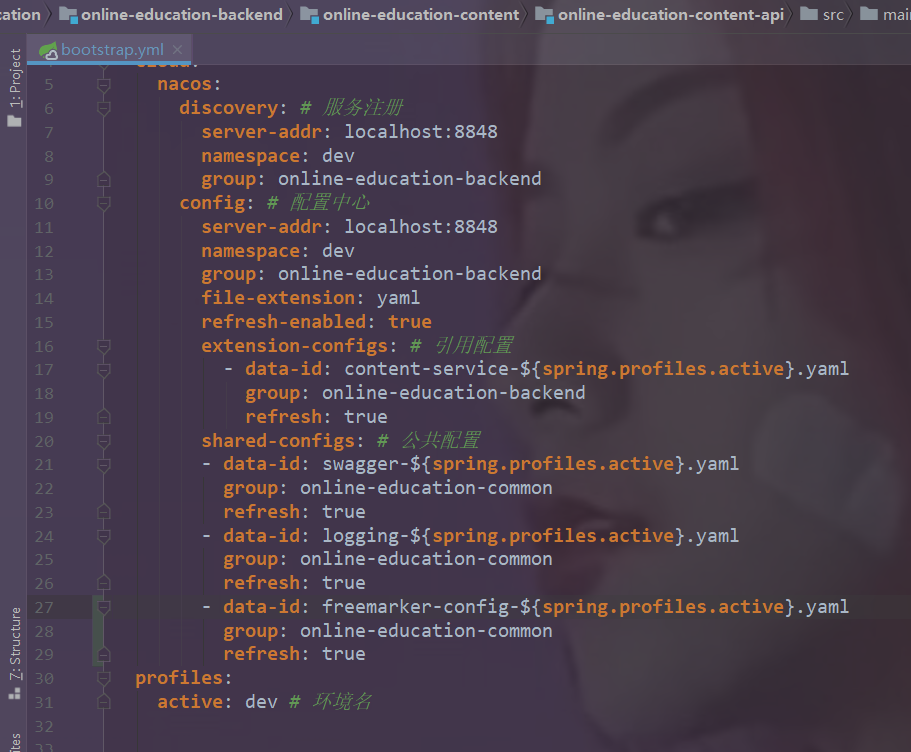 cation online-education-backend online-education-content online-education-content-api src main
bootstrap.yml
1: Project
7: Structure
5 nacos:
6 discovery: # 服务注册
7 server-addr: localhost:8848
8 namespace: dev
9 group: online-education-backend
10 config: # 配置中心
11 server-addr: localhost:8848
12 namespace: dev
13 group: online-education-backend
14 file-extension: yaml
15 refresh-enabled: true
16 extension-configs: # 引用配置
17 - data-id: content-service-${spring.profiles.active}.yaml
18 group: online-education-backend
19 refresh: true
20 shared-configs: # 公共配置
21 - data-id: swagger-${spring.profiles.active}.yaml
22 group: online-education-common
23 refresh: true
24 - data-id: logging-${spring.profiles.active}.yaml
25 group: online-education-common
26 refresh: true
27 - data-id: freemarker-config-${spring.profiles.active}.yaml
28 group: online-education-common
29 refresh: true
30 profiles:
31 active: dev # 环境名
32